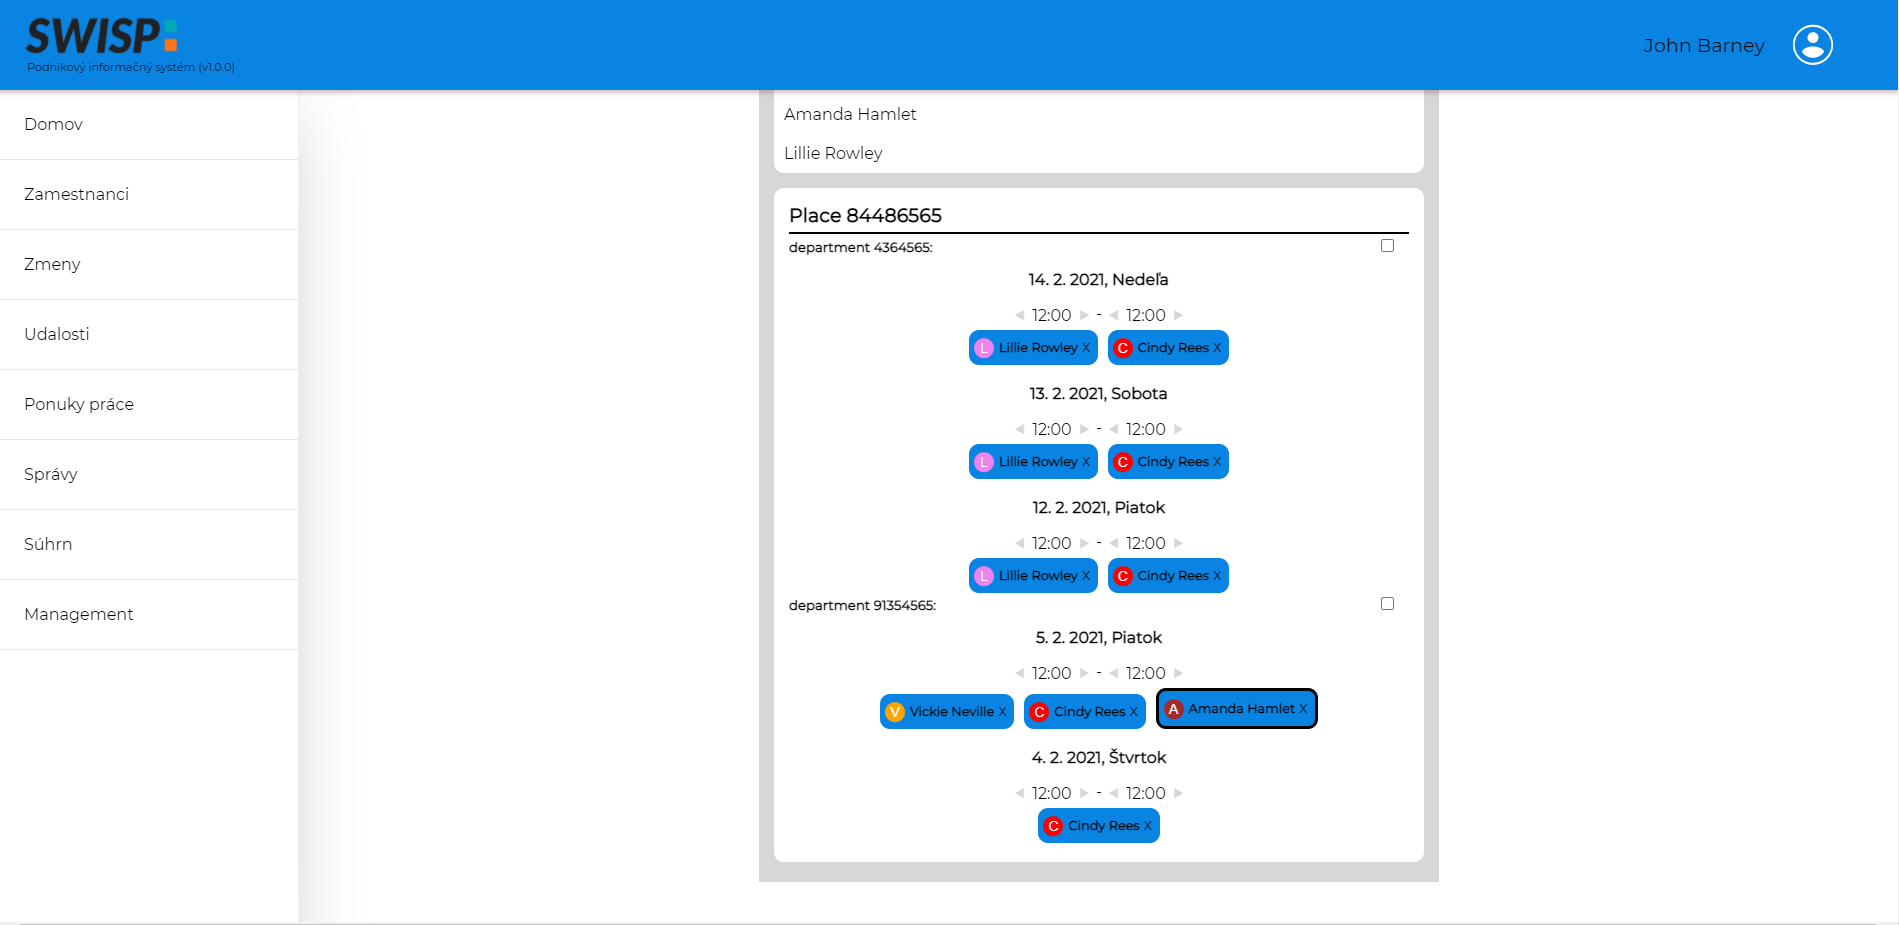 SWISP
Podnikový informačný systém (v1.0.0)
John Barney
Domov
Zamestnanci
Zmeny
Udalosti
Ponuky práce
Správy
Súhrn
Management
Amanda Hamlet
Lillie Rowley
Place 84486565
department 4364565:
14. 2. 2021, Nedeľa
12:00 - 12:00
L Lillie Rowley X C Cindy Rees X
13. 2. 2021, Sobota
12:00 - 12:00
L Lillie Rowley X C Cindy Rees X
12. 2. 2021, Piatok
12:00 - 12:00
L Lillie Rowley X C Cindy Rees X
department 91354565:
5. 2. 2021, Piatok
12:00 - 12:00
V Vickie Neville X C Cindy Rees X A Amanda Hamlet X
4. 2. 2021, Štvrtok
12:00 - 12:00
C Cindy Rees X